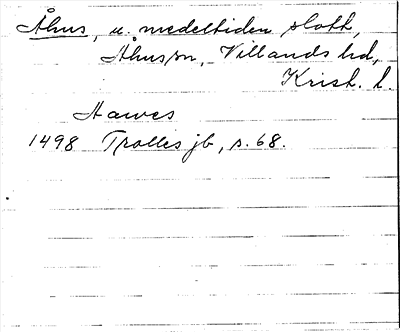 Åhus, u. medeltiden slott,
Åhus sn, Villands hd,
Krist. l.
Hawes
1498 Trolles jb, s. 68.